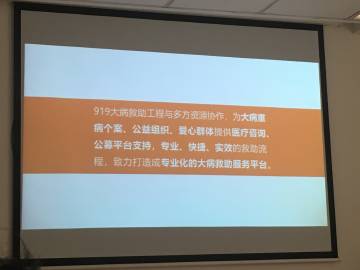 919大病救助工程与多方资源协作，为大病重
病个案、公益组织、爱心群体提供医疗咨询、
公募平台支持，专业、快捷、实效的救助流
程，致力打造成专业化的大病救助服务平台。